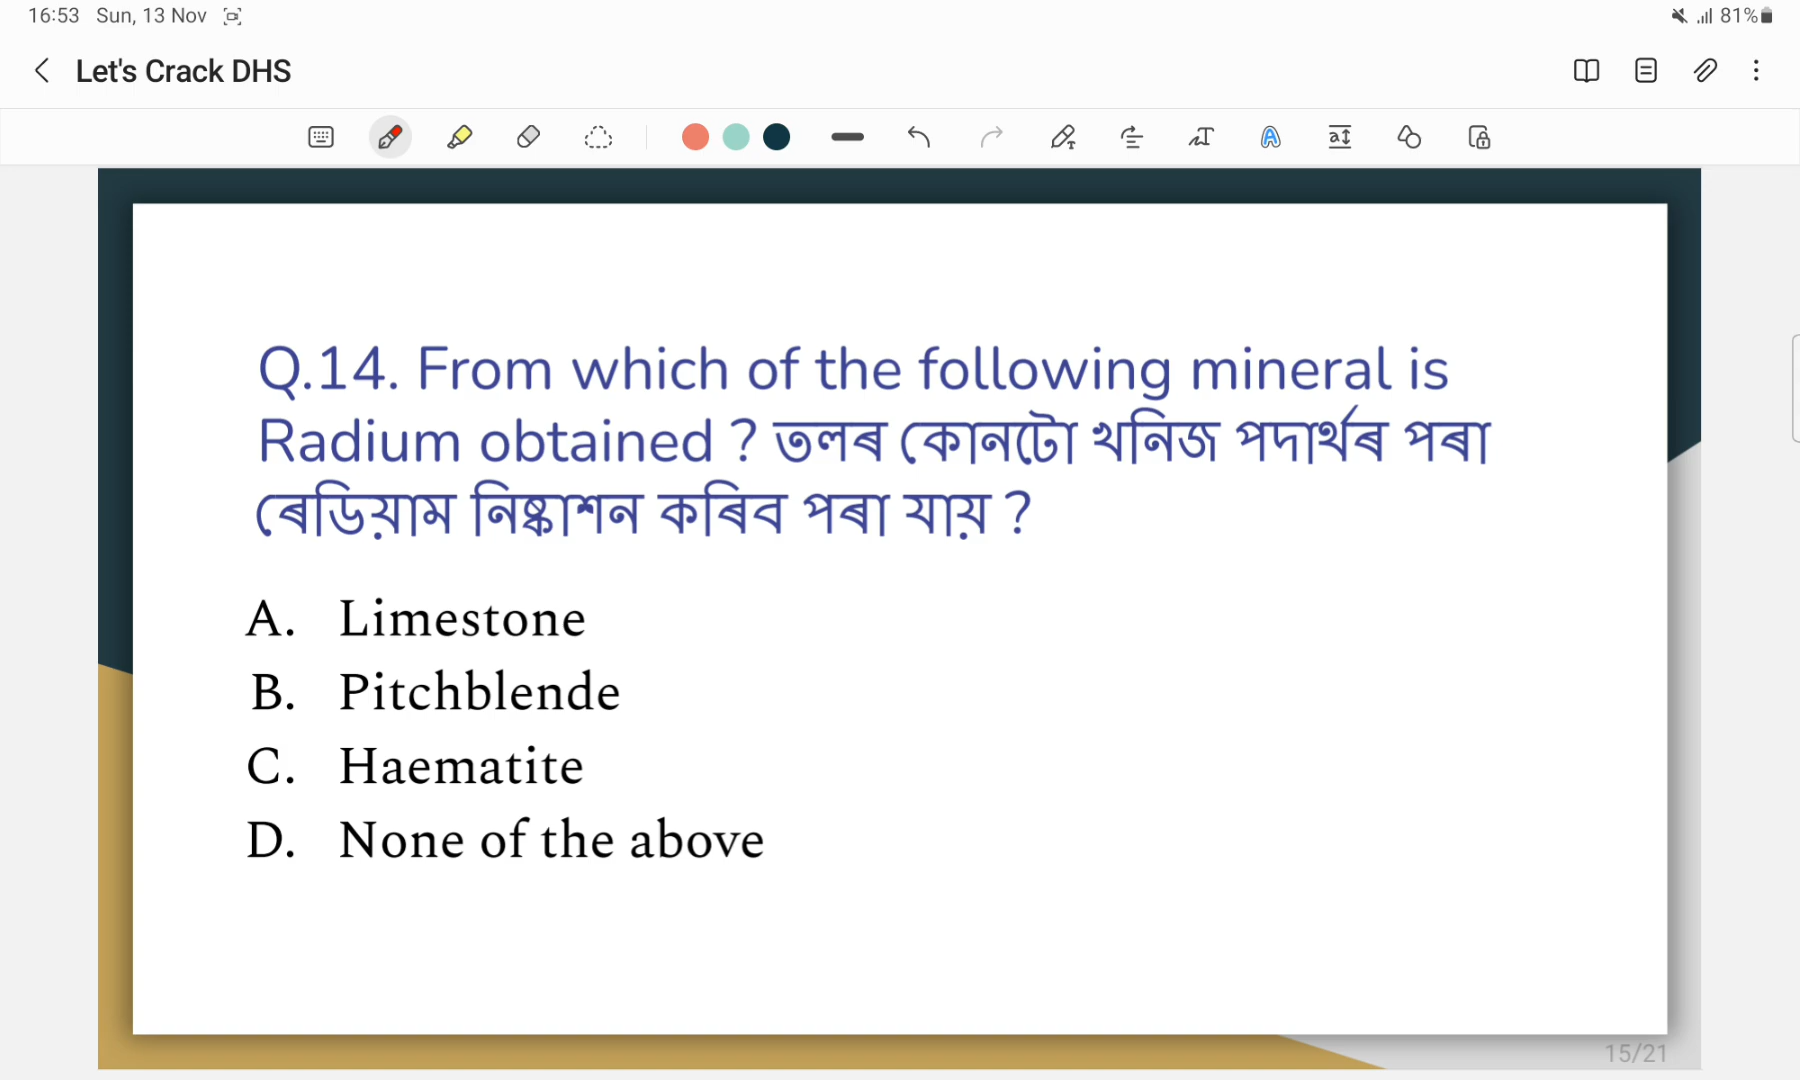 16:53 Sun, 13 Nov 81%
Let's Crack DHS
Q.14. From which of the following mineral is
Radium obtained ? তলৰ কোনটো খনিজ পদাৰ্থৰ পৰা
ৰেডিয়াম নিষ্কাশন কৰিব পৰা যায় ?
A. Limestone
B. Pitchblende
C. Haematite
D. None of the above
15/21